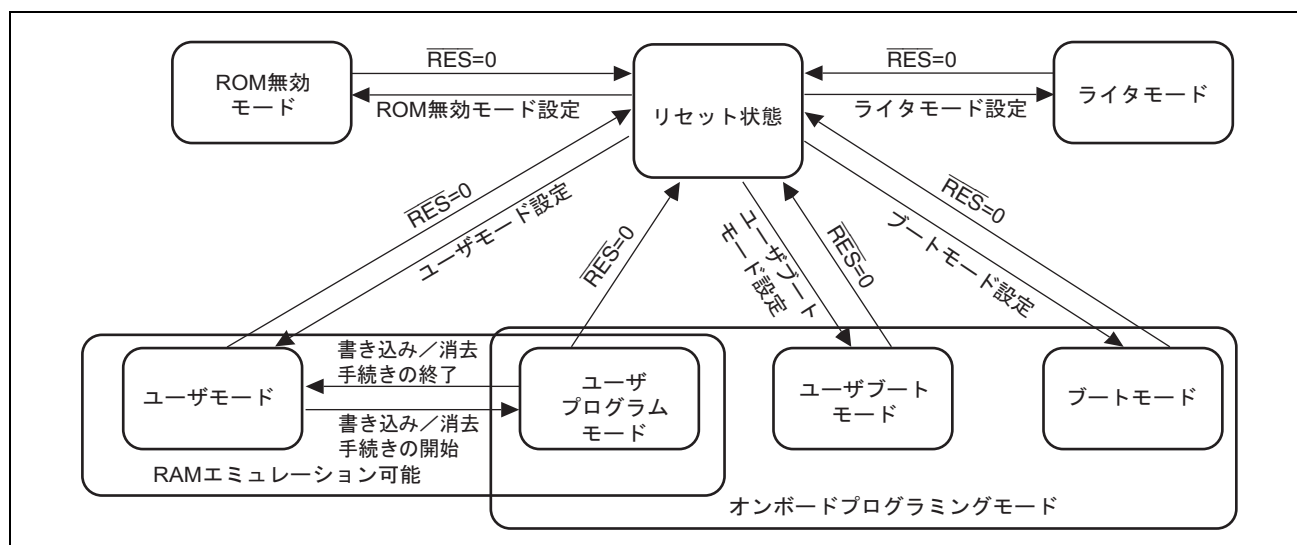 RES=0
RES=0
ROM無効
モード
リセット状態
ライタモード
ROM無効モード設定
ライタモード設定
RES=0
ユーザモード設定
RES=0
ユーザブート
モード設定
RES=0
ブートモード設定
RES=0
書き込み／消去
手続きの終了
ユーザモード
ユーザ
プログラム
モード
ユーザブート
モード
ブートモード
書き込み／消去
手続きの開始
RAMエミュレーション可能
オンボードプログラミングモード